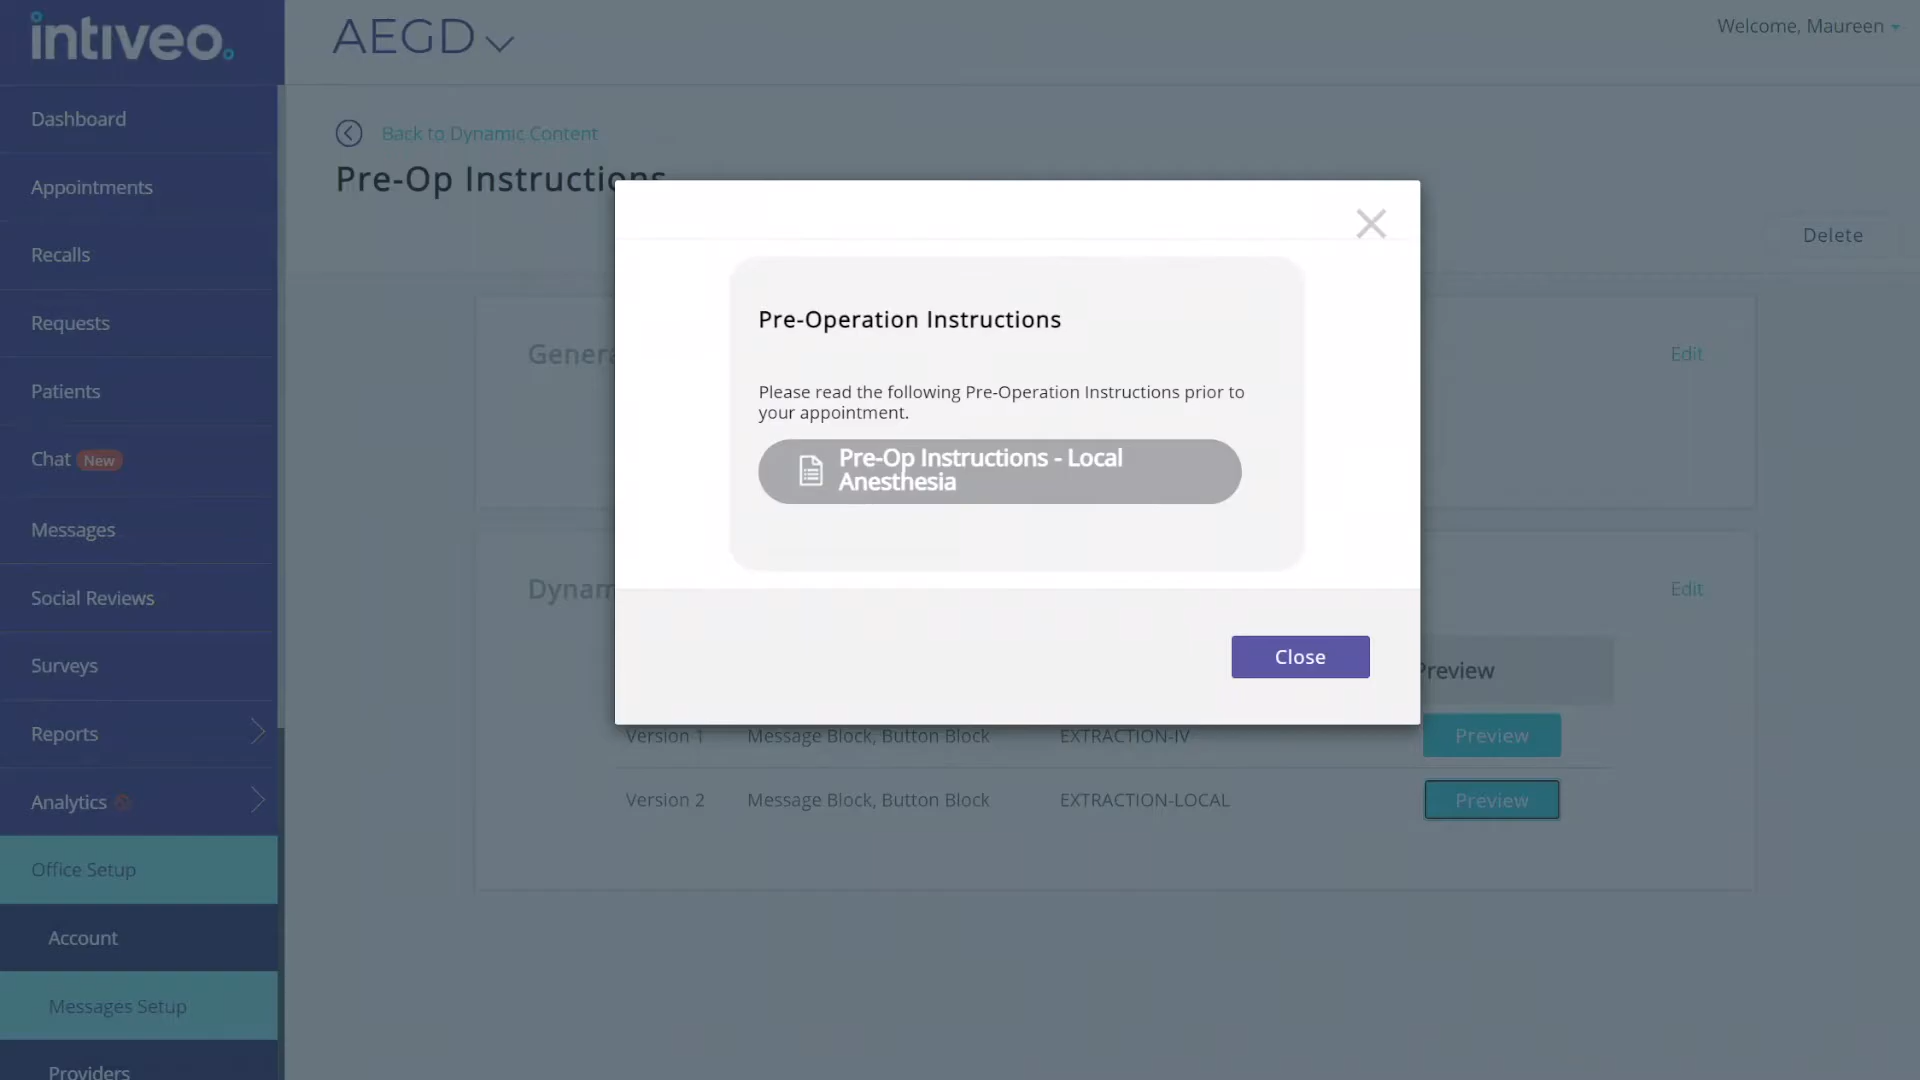 intiveo.
AEGD
Welcome, Maureen
Dashboard
Appointments
Recalls
Requests
Patients
Chat New
Messages
Social Reviews
Surveys
Reports
Analytics
Office Setup
Account
Messages Setup
Providers
Back to Dynamic Content
Pre-Op Instructions
Delete
Edit
Pre-Operation Instructions
Please read the following Pre-Operation Instructions prior to
your appointment.
Pre-Op Instructions - Local
Anesthesia
Close
Edit
Preview
Version 1 Message Block, Button Block EXTRACTION-IV Preview
Version 2 Message Block, Button Block EXTRACTION-LOCAL Preview